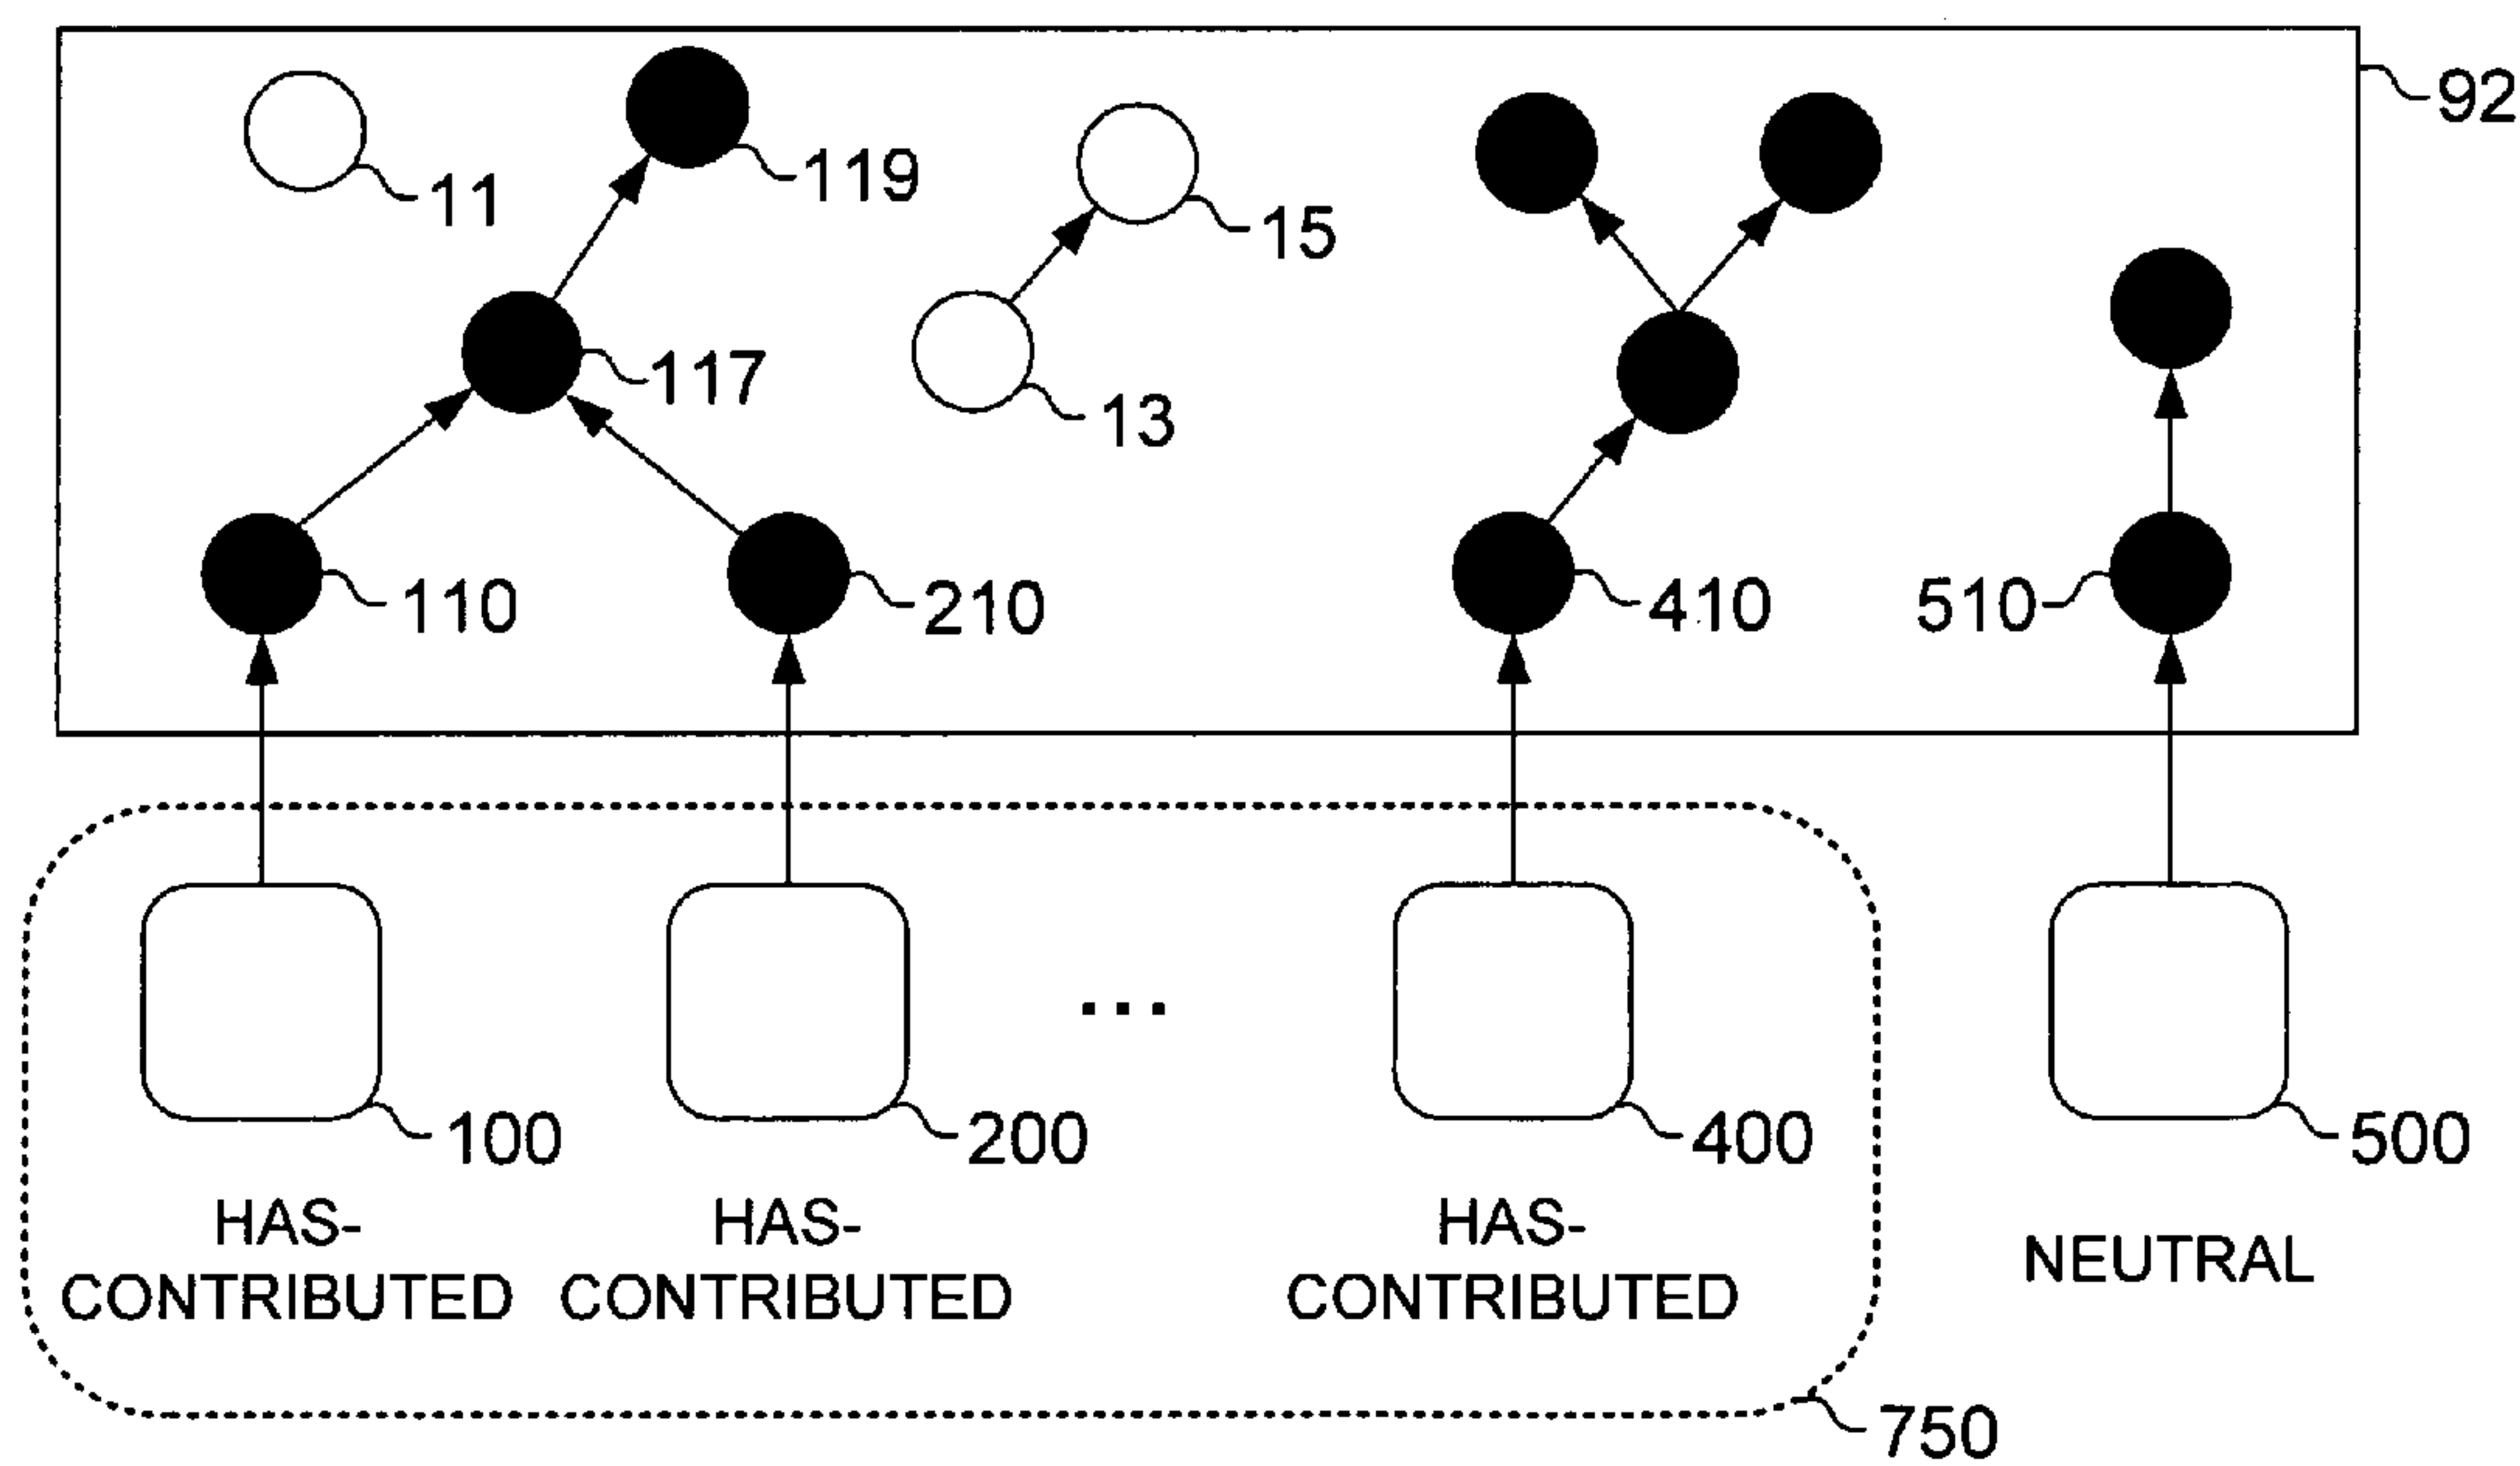 92
119
11
15
117
13
110
210
410
510
...
100
200
400
500
HAS-
CONTRIBUTED
HAS-
CONTRIBUTED
HAS-
CONTRIBUTED
NEUTRAL
750